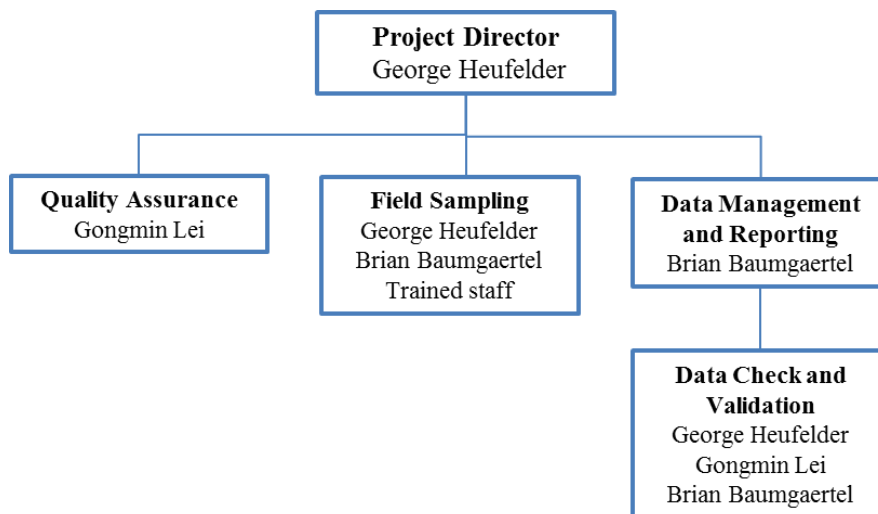 Project Director
George Heufelder
Quality Assurance
Gongmin Lei
Field Sampling
George Heufelder
Brian Baumgaertel
Trained staff
Data Management
and Reporting
Brian Baumgaertel
Data Check and
Validation
George Heufelder
Gongmin Lei
Brian Baumgaertel